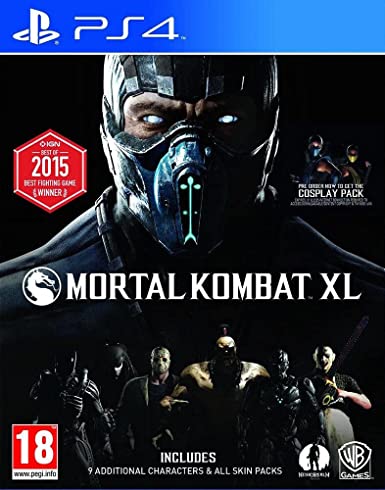 PS4
IGN
BEST OF
2015
BEST FIGHTING GAME
WINNER
PRE ORDER NOW TO GET THE
COSPLAY PACK
MORTAL KOMBAT XL
TM
18
www.pegi.info
INCLUDES
9 ADDITIONAL CHARACTERS & ALL SKIN PACKS
WB
GAMES